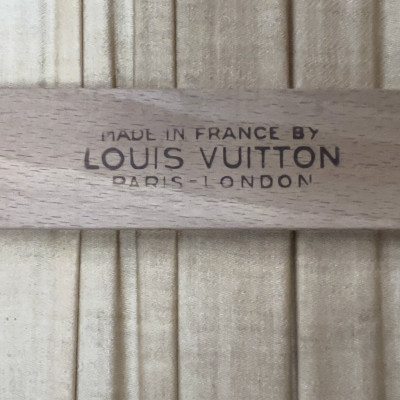 MADE IN FRANCE BY
LOUIS VUITTON
PARIS-LONDON